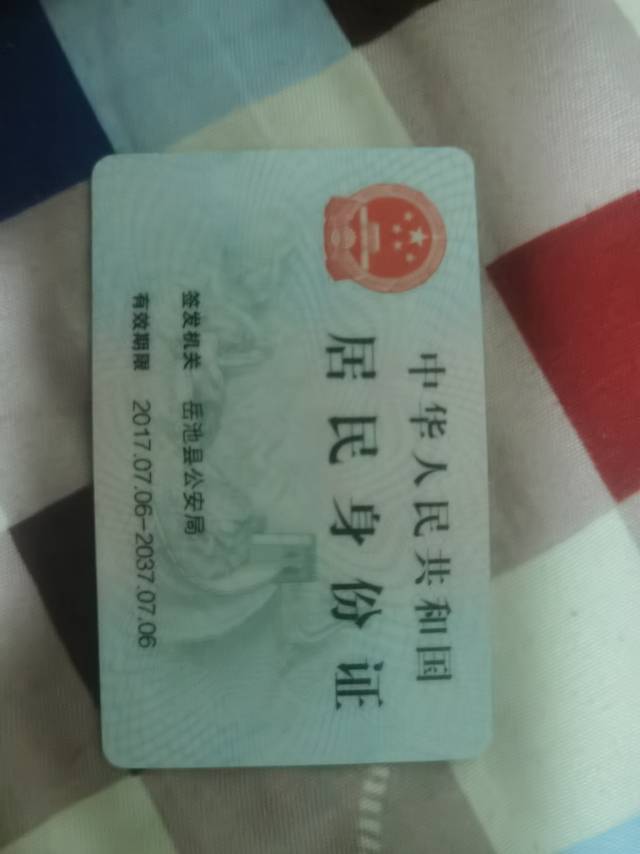 中华人民共和国
居民身份证
签发机关 岳池县公安局
有效期限 2017.07.06-2037.07.06